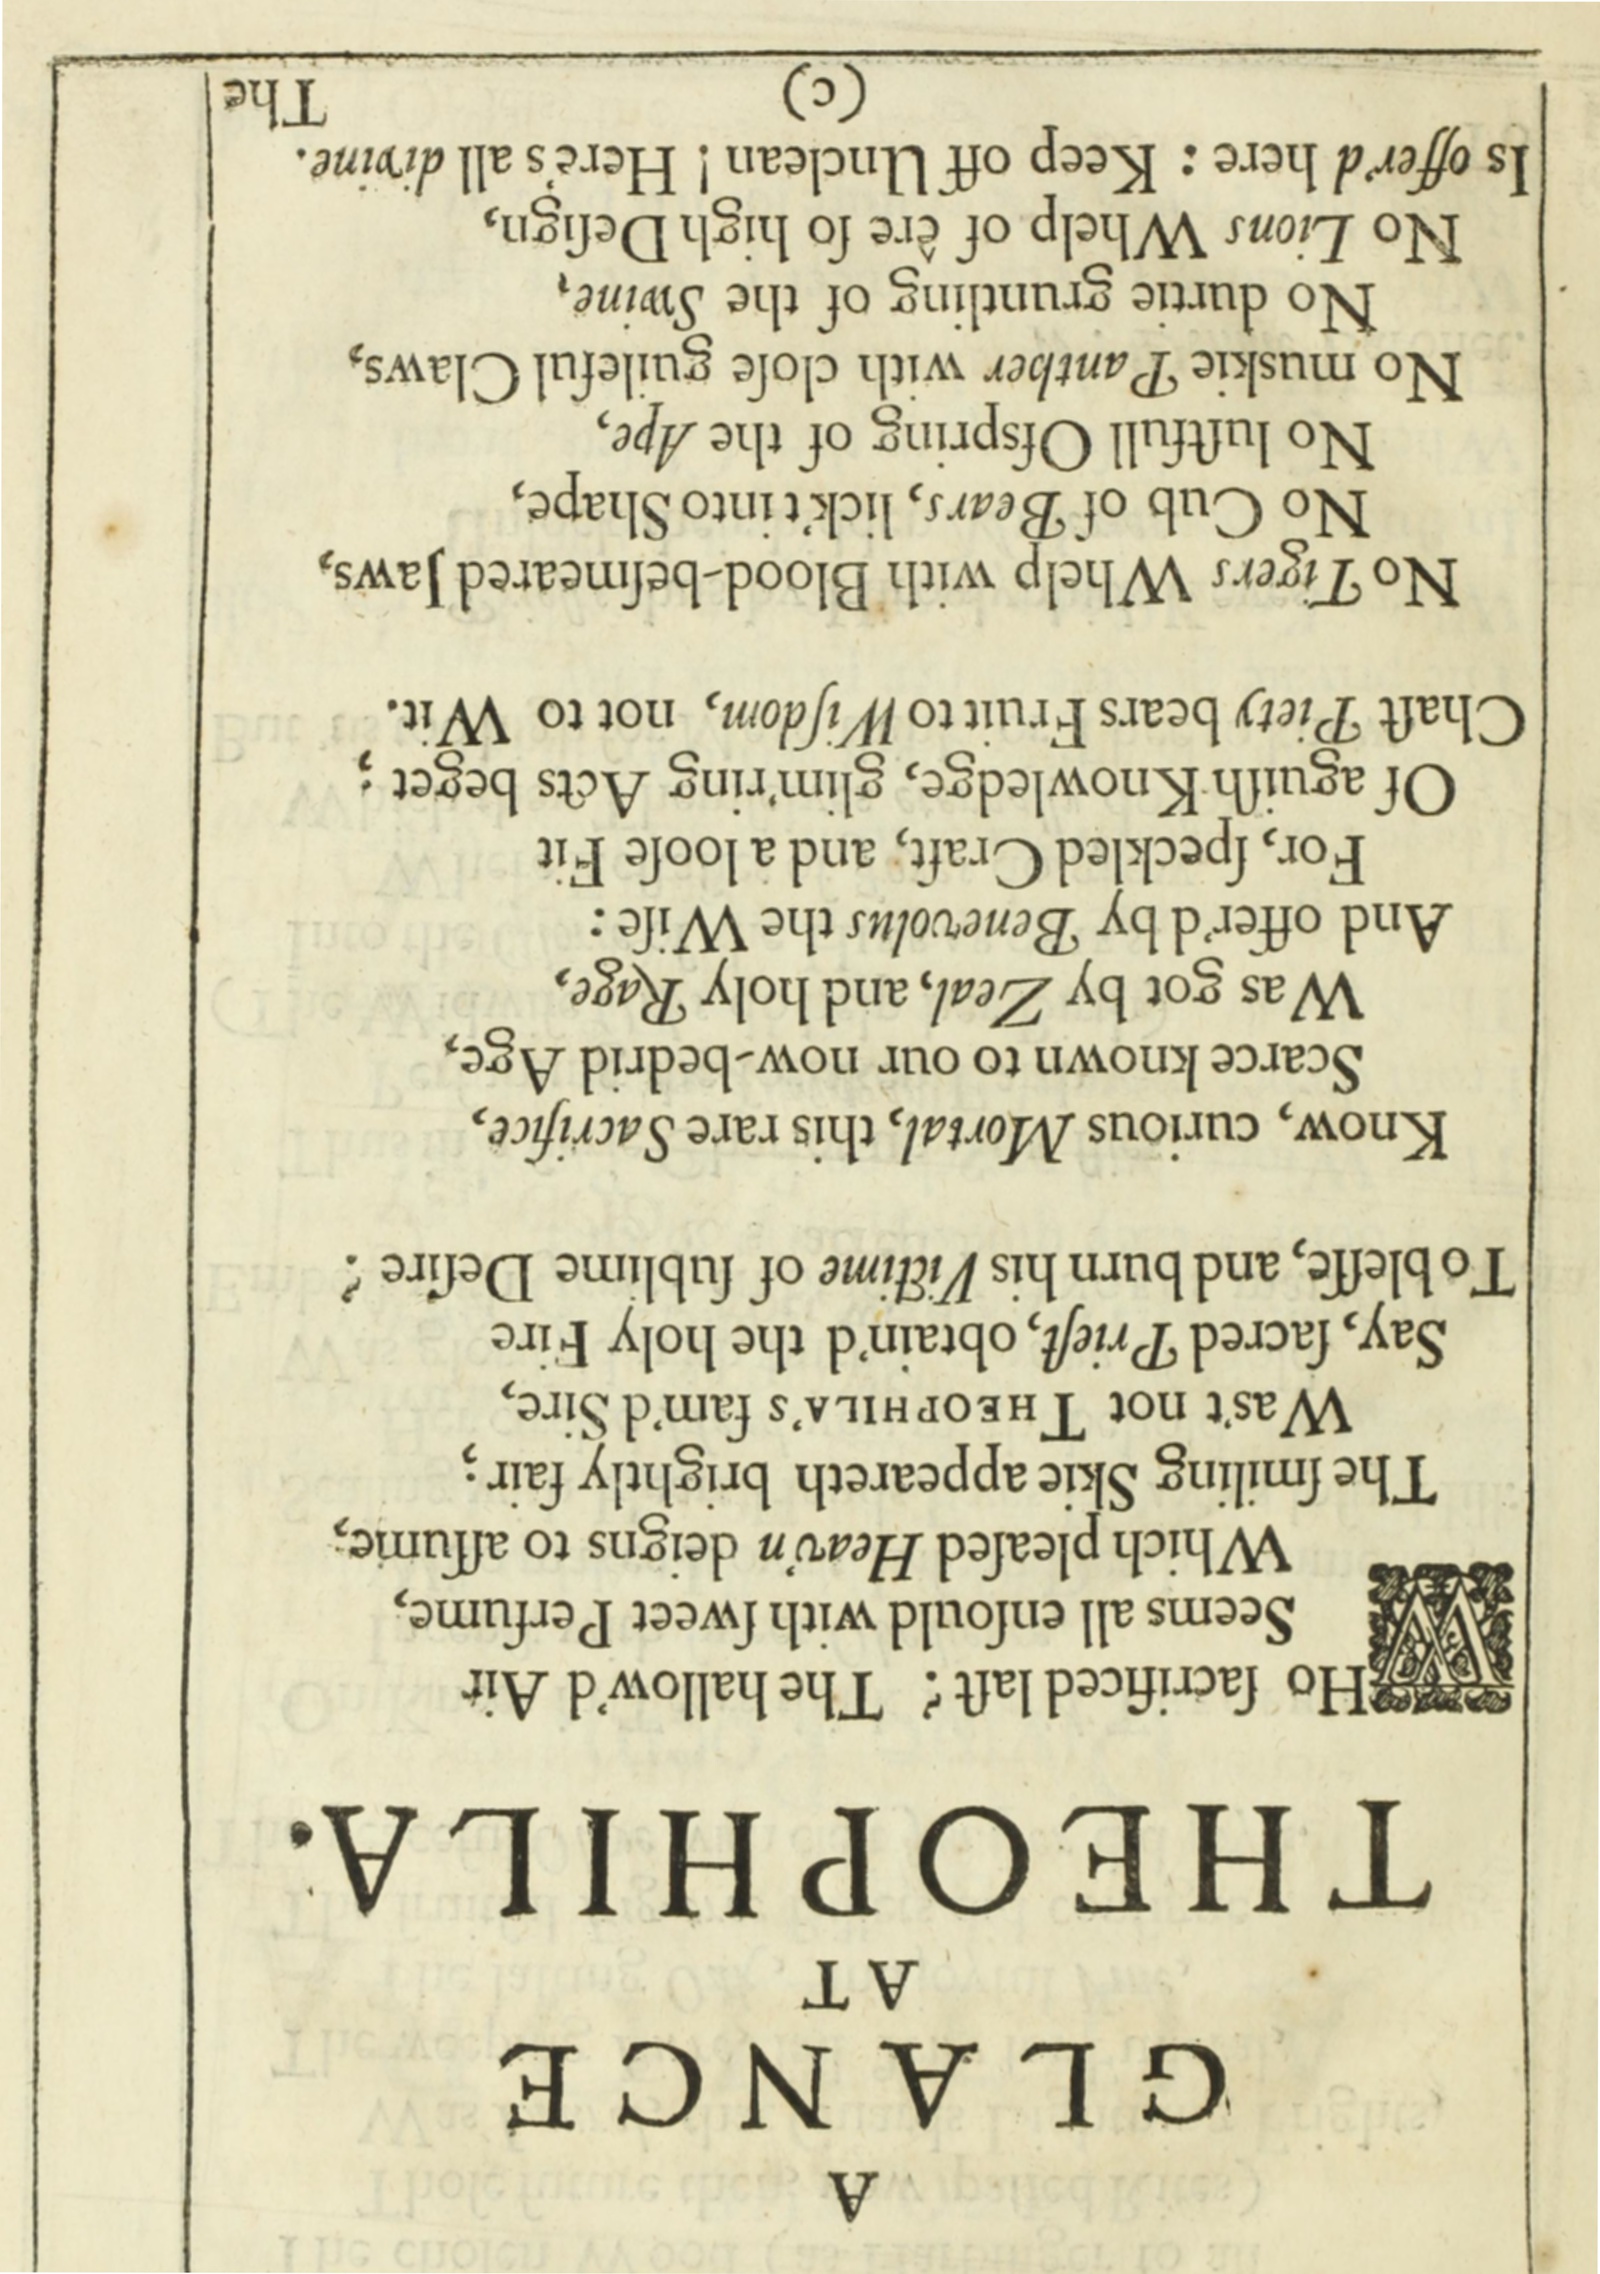 A
GLANCE
AT
THEOPHILA.
WHo ſacrificed laſt? The hallow'd Air
Seems all enſould with ſweet Perfume,
Which pleaſed Heav'n deigns to aſſume;
The ſmiling Skie appeareth brightly fair;
Was't not THEOPHILA's fam'd Sire,
Say, ſacred Prieſt, obtain'd the holy Fire
To bleſſe, and burn his Victime of ſublime Deſire?
Know, curious Mortal, this rare Sacrifice,
Scarce known to our now-bedrid Age,
Was got by Zeal, and holy Rage,
And offer'd by Benevolus the Wiſe:
For, ſpeckled Craft, and a looſe Fit
Of aguiſh Knowledge, glim'ring Acts beget;
Chaſt Piety bears Fruit to Wiſdom, not to Wit.
No Tigers Whelp with Blood-beſmeared Jaws,
No Cub of Bears, lick't into Shape,
No luſtfull Ofspring of the Ape,
No muskie Panther with cloſe guileful Claws,
No durtie gruntling of the Swine,
No Lions Whelp of êre ſo high Deſign,
Is offer'd here: Keep off Unclean! Here's all divine.
(c)
The